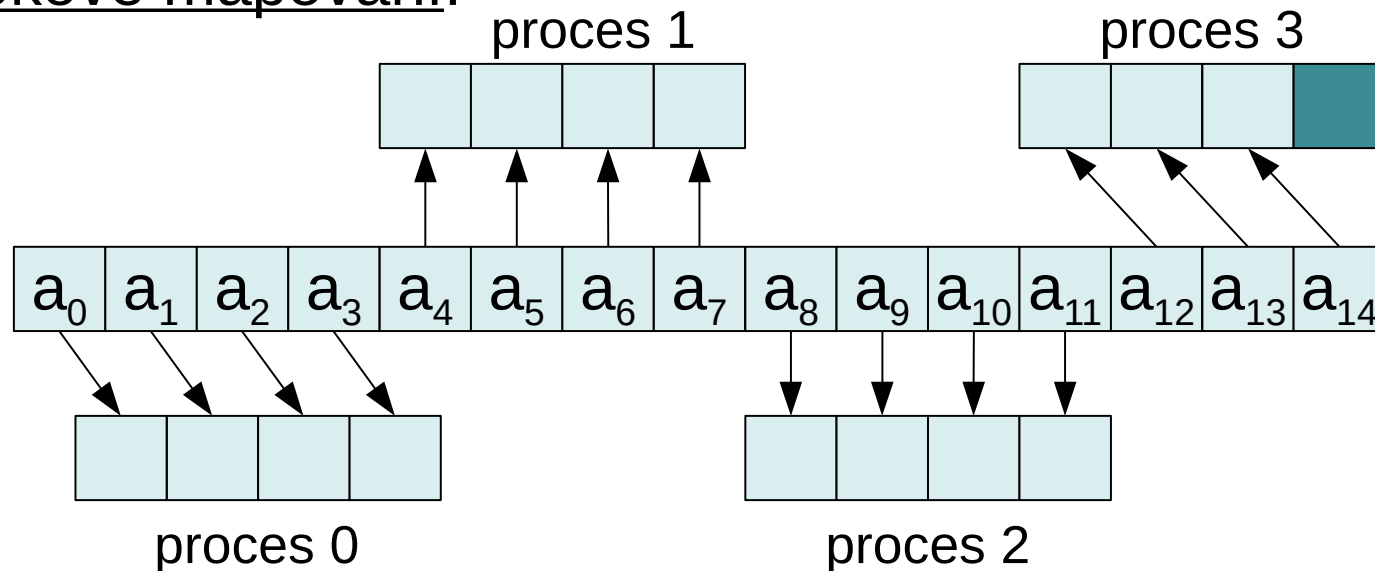 proces 1
proces 3
a0 a1 a2 a3 a4 a5 a6 a7 a8 a9 a10 a11 a12 a13 a14
proces 0
proces 2